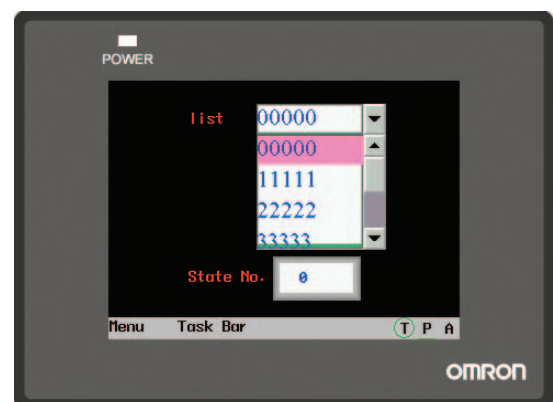 POWER
list 00000
00000
11111
22222
33333
State No. 0
Menu Task Bar T P A
OMRON